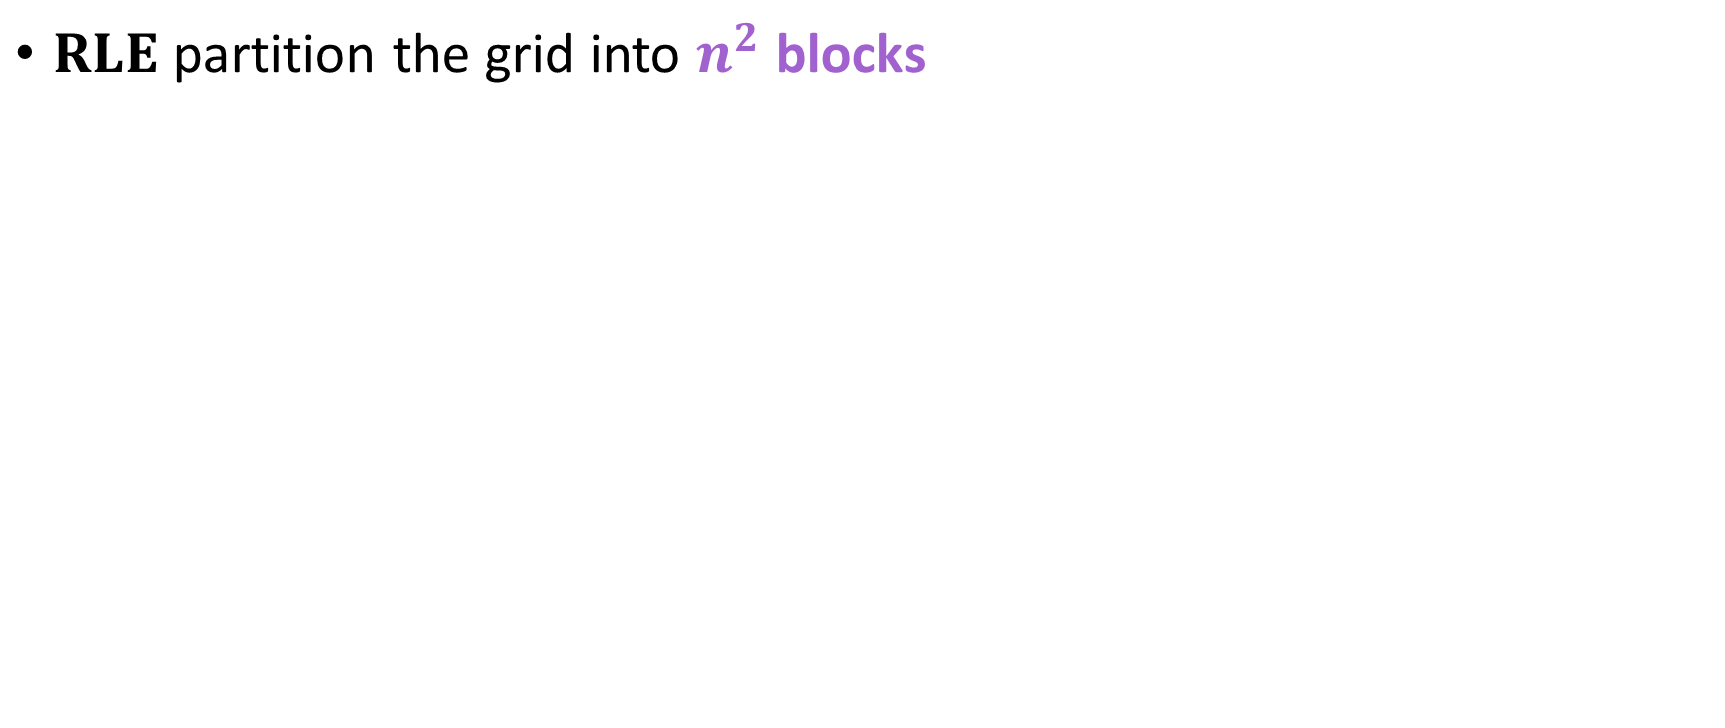 • RLE partition the grid into n² blocks